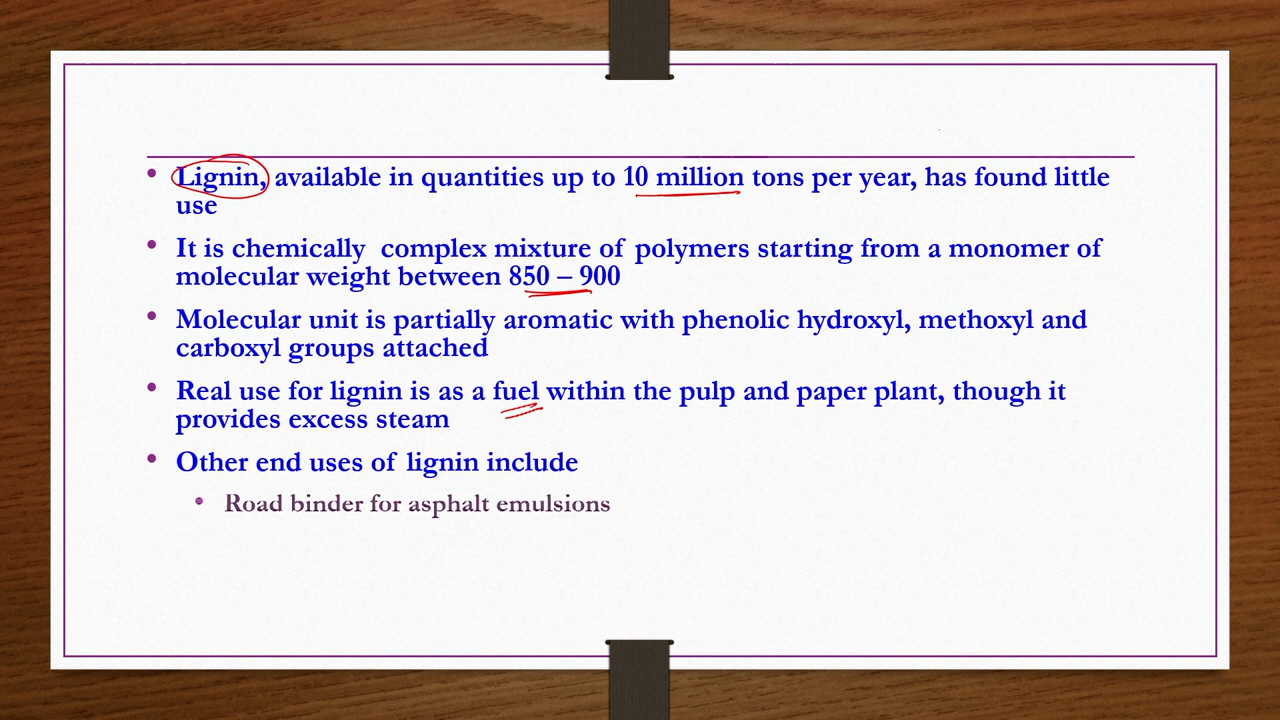 • Lignin, available in quantities up to 10 million tons per year, has found little
use
• It is chemically complex mixture of polymers starting from a monomer of
molecular weight between 850 – 900
• Molecular unit is partially aromatic with phenolic hydroxyl, methoxyl and
carboxyl groups attached
• Real use for lignin is as a fuel within the pulp and paper plant, though it
provides excess steam
• Other end uses of lignin include
• Road binder for asphalt emulsions